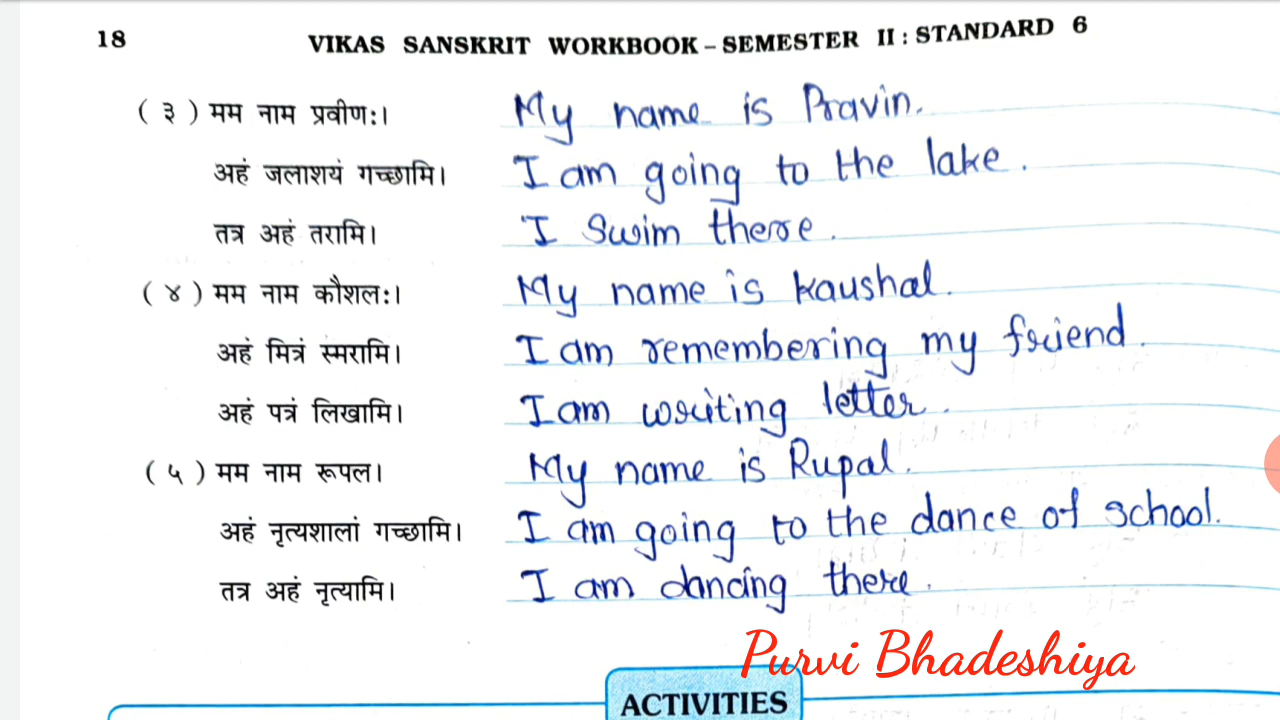 18 VIKAS SANSKRIT WORKBOOK – SEMESTER II : STANDARD 6
( ३ ) मम नाम प्रवीणः। My name is Pravin.
अहं जलाशयं गच्छामि। I am going to the lake.
तत्र अहं तरामि। I Swim there.
( ४ ) मम नाम कौशलः। My name is kaushal.
अहं मित्रं स्मरामि। I am remembering my friend.
अहं पत्रं लिखामि। I am writing letter.
( ५ ) मम नाम रूपल। My name is Rupal.
अहं नृत्यशालां गच्छामि। I am going to the dance of school.
तत्र अहं नृत्यामि। I am dancing there.
Purvi Bhadeshiya
ACTIVITIES